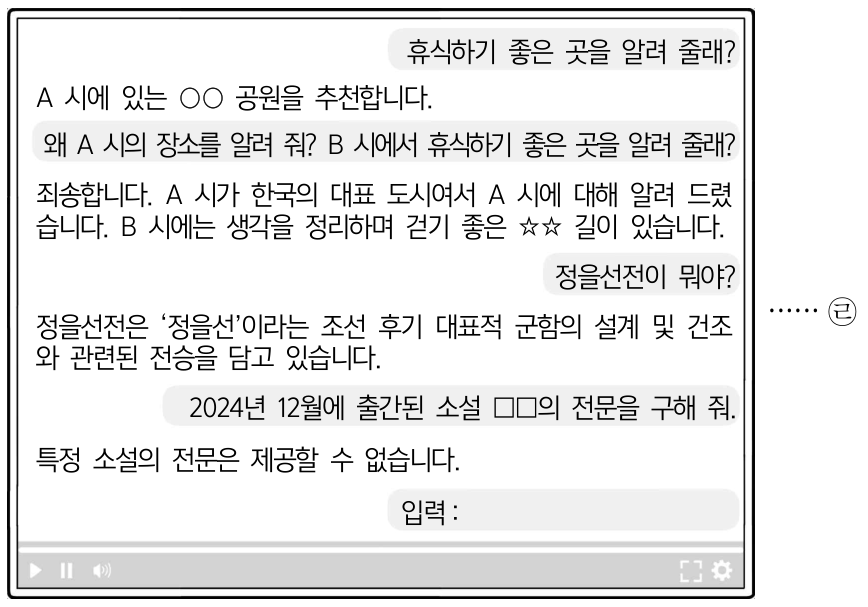 휴식하기 좋은 곳을 알려 줄래?
A 시에 있는 ○○ 공원을 추천합니다.
왜 A 시의 장소를 알려 줘? B 시에서 휴식하기 좋은 곳을 알려 줄래?
죄송합니다. A 시가 한국의 대표 도시여서 A 시에 대해 알려 드렸
습니다. B 시에는 생각을 정리하며 걷기 좋은 ☆☆ 길이 있습니다.
정을선전이 뭐야?
…… ㉣
정을선전은 ‘정을선’이라는 조선 후기 대표적 군함의 설계 및 건조
와 관련된 전승을 담고 있습니다.
2024년 12월에 출간된 소설 □□의 전문을 구해 줘.
특정 소설의 전문은 제공할 수 없습니다.
입력 :